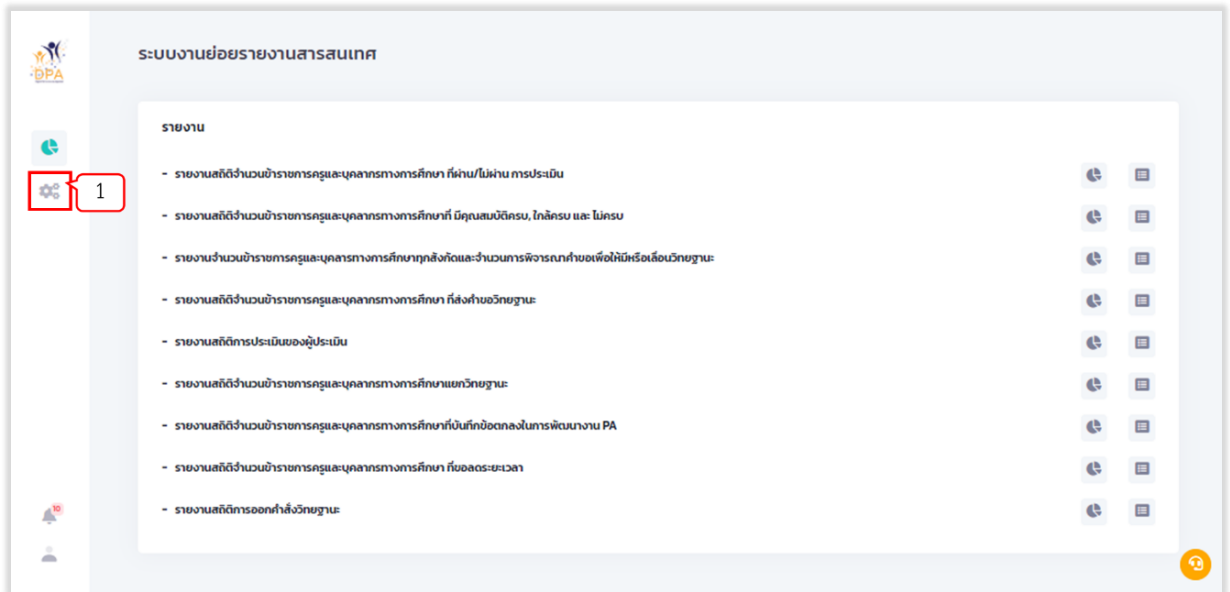 DPA
ระบบงานย่อยรายงานสารสนเทศ
รายงาน
1
- รายงานสถิติจำนวนข้าราชการครูและบุคลากรทางการศึกษา ที่ผ่าน/ไม่ผ่าน การประเมิน
- รายงานสถิติจำนวนข้าราชการครูและบุคลากรทางการศึกษาที่ มีคุณสมบัติครบ, ใกล้ครบ และ ไม่ครบ
- รายงานจำนวนข้าราชการครูและบุคลารทางการศึกษาทุกสังกัดและจำนวนการพิจารณาคำขอเพื่อให้มีหรือเลื่อนวิทยฐานะ
- รายงานสถิติจำนวนข้าราชการครูและบุคลากรทางการศึกษา ที่ส่งคำขอวิทยฐานะ
- รายงานสถิติการประเมินของผู้ประเมิน
- รายงานสถิติจำนวนข้าราชการครูและบุคลากรทางการศึกษาแยกวิทยฐานะ
- รายงานสถิติจำนวนข้าราชการครูและบุคลากรทางการศึกษาที่บันทึกข้อตกลงในการพัฒนางาน PA
- รายงานสถิติจำนวนข้าราชการครูและบุคลากรทางการศึกษา ที่ขอลดระยะเวลา
- รายงานสถิติการออกคำสั่งวิทยฐานะ
10